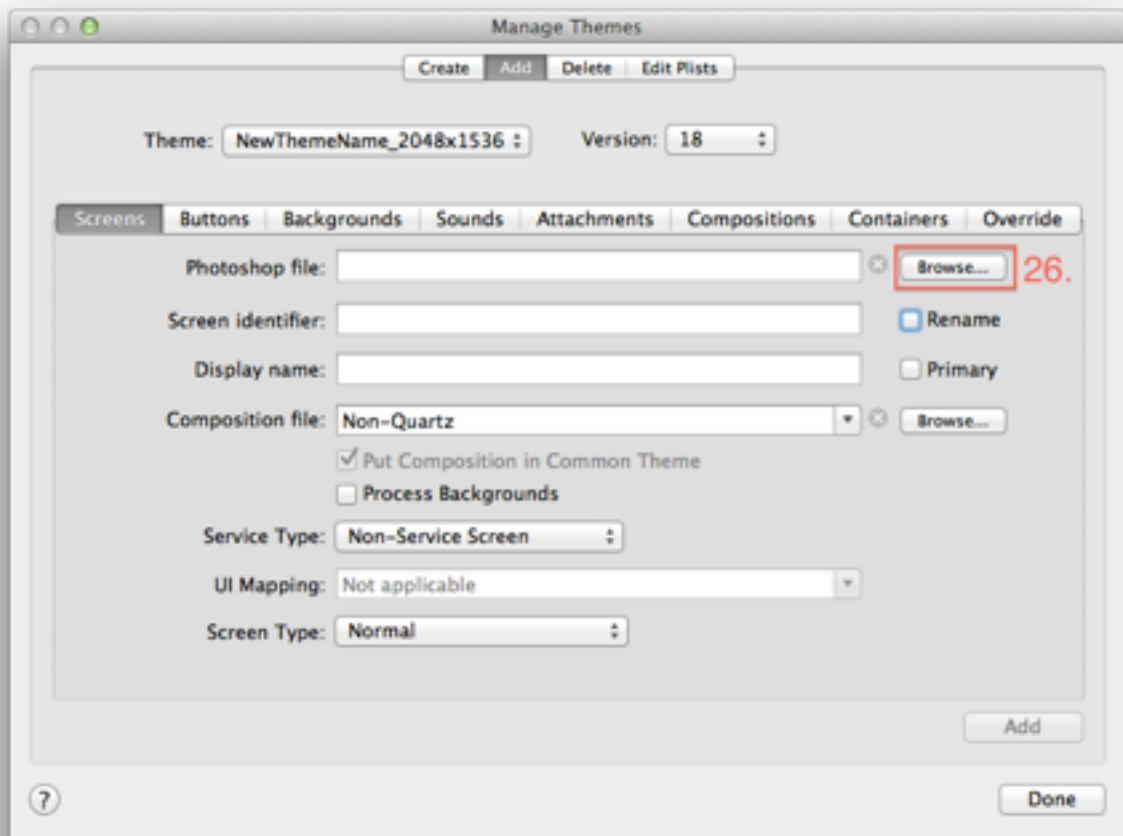 Manage Themes
Create Add Delete Edit Plists
Theme: NewThemeName_2048x1536 Version: 18
Screens Buttons Backgrounds Sounds Attachments Compositions Containers Override
Photoshop file: Browse... 26.
Screen identifier: Rename
Display name: Primary
Composition file: Non-Quartz Browse...
Put Composition in Common Theme
Process Backgrounds
Service Type: Non-Service Screen
UI Mapping: Not applicable
Screen Type: Normal
Add
? Done